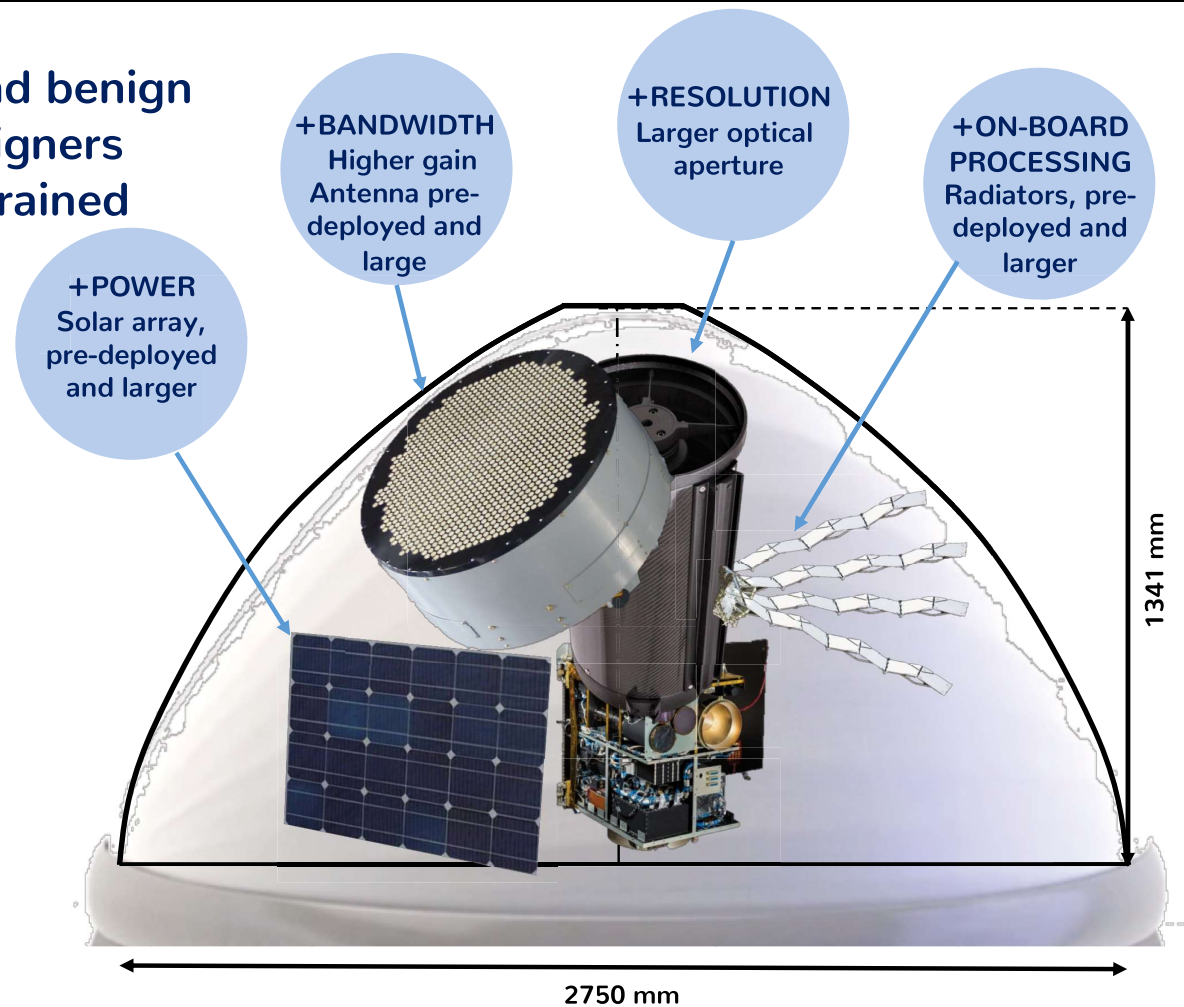 nd benign
igners
rained
+POWER
Solar array,
pre-deployed
and larger
+BANDWIDTH
Higher gain
Antenna pre-
deployed and
large
+RESOLUTION
Larger optical
aperture
+ON-BOARD
PROCESSING
Radiators, pre-
deployed and
larger
1341 mm
2750 mm